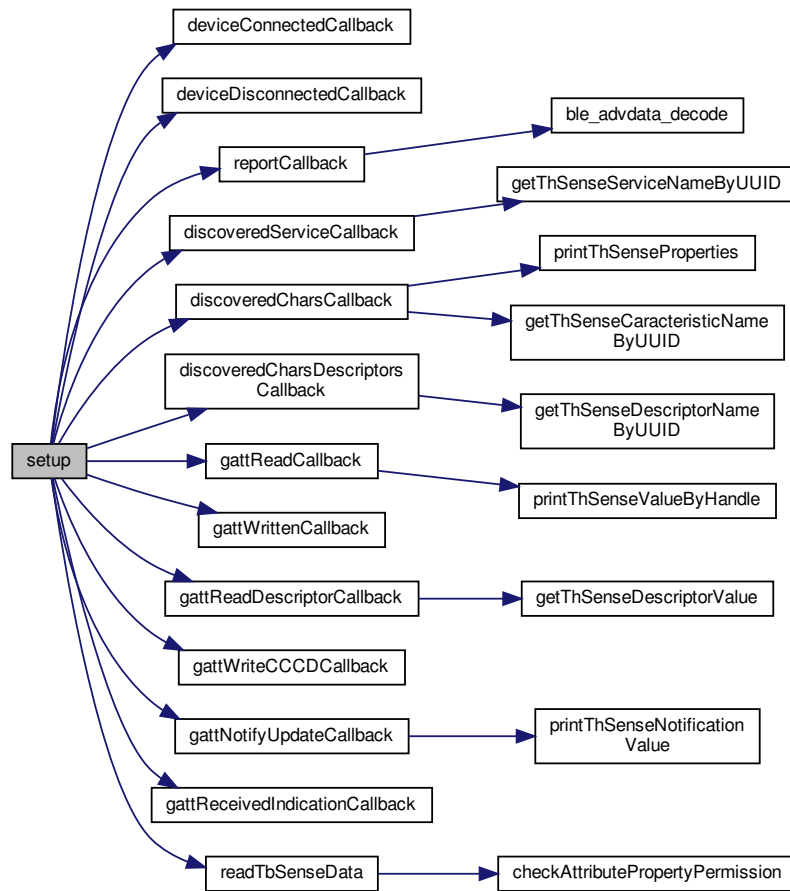 deviceConnectedCallback
deviceDisconnectedCallback
ble_advdata_decode
reportCallback
getThSenseServiceNameByUUID
discoveredServiceCallback
printThSenseProperties
discoveredCharsCallback
getThSenseCaracteristicName
ByUUID
discoveredCharsDescriptors
Callback
getThSenseDescriptorName
ByUUID
setup
gattReadCallback
printThSenseValueByHandle
gattWrittenCallback
gattReadDescriptorCallback
getThSenseDescriptorValue
gattWriteCCCDCallback
gattNotifyUpdateCallback
printThSenseNotification
Value
gattReceivedIndicationCallback
readTbSenseData
checkAttributePropertyPermission